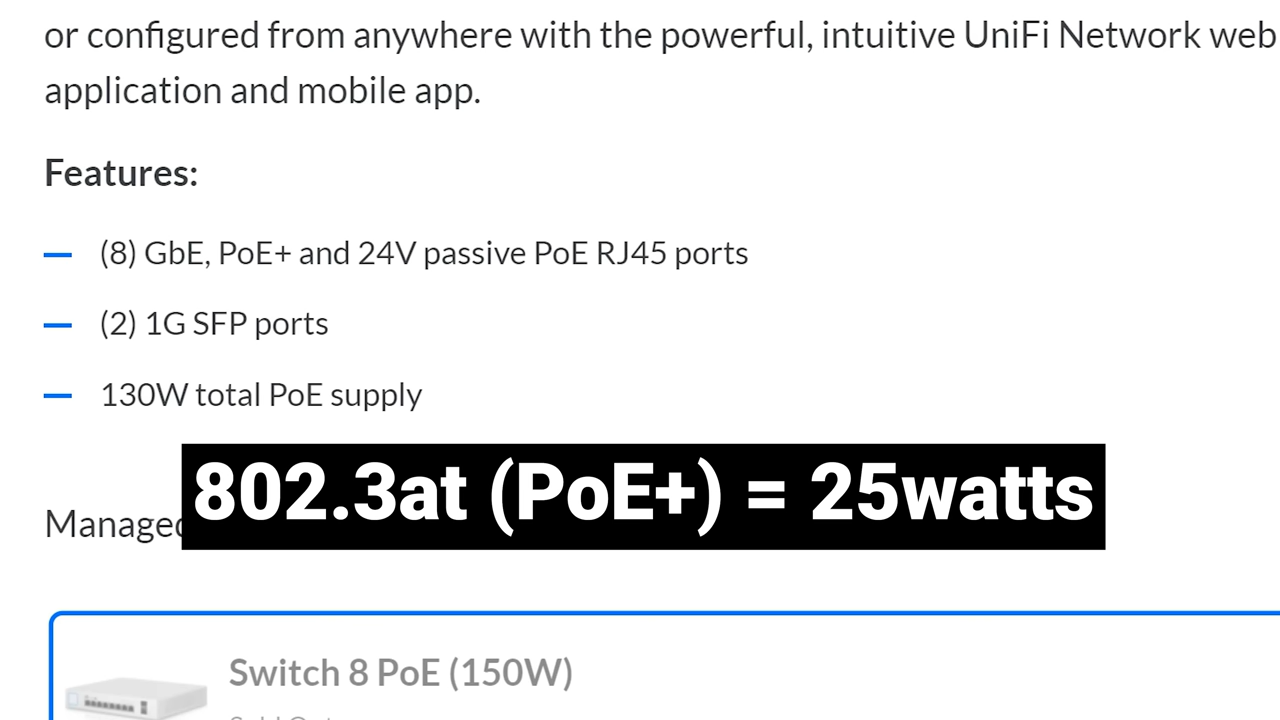 or configured from anywhere with the powerful, intuitive UniFi Network web
application and mobile app.
Features:
(8) GbE, PoE+ and 24V passive PoE RJ45 ports
(2) 1G SFP ports
130W total PoE supply
802.3at (PoE+) = 25watts
Managed
Switch 8 PoE (150W)